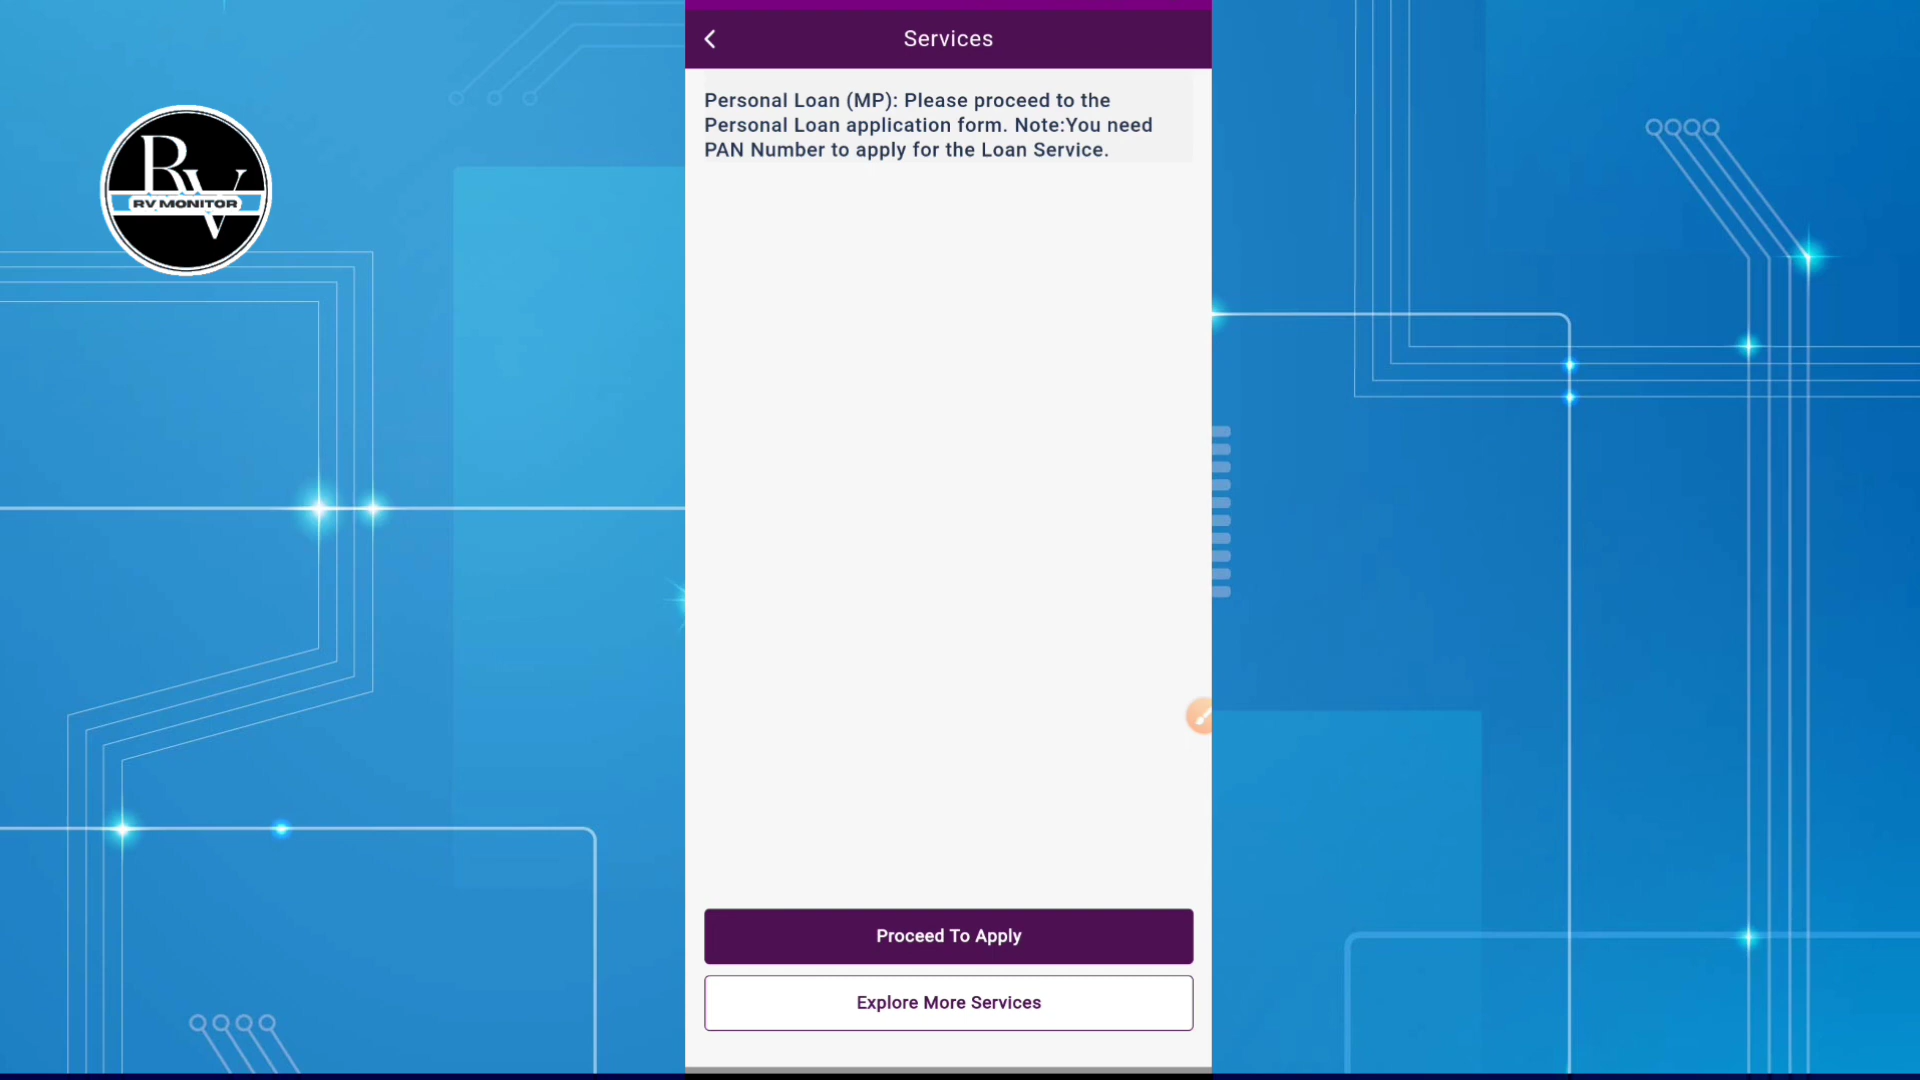 Services
RV
RV MONITOR
Personal Loan (MP): Please proceed to the
Personal Loan application form. Note:You need
PAN Number to apply for the Loan Service.
Proceed To Apply
Explore More Services